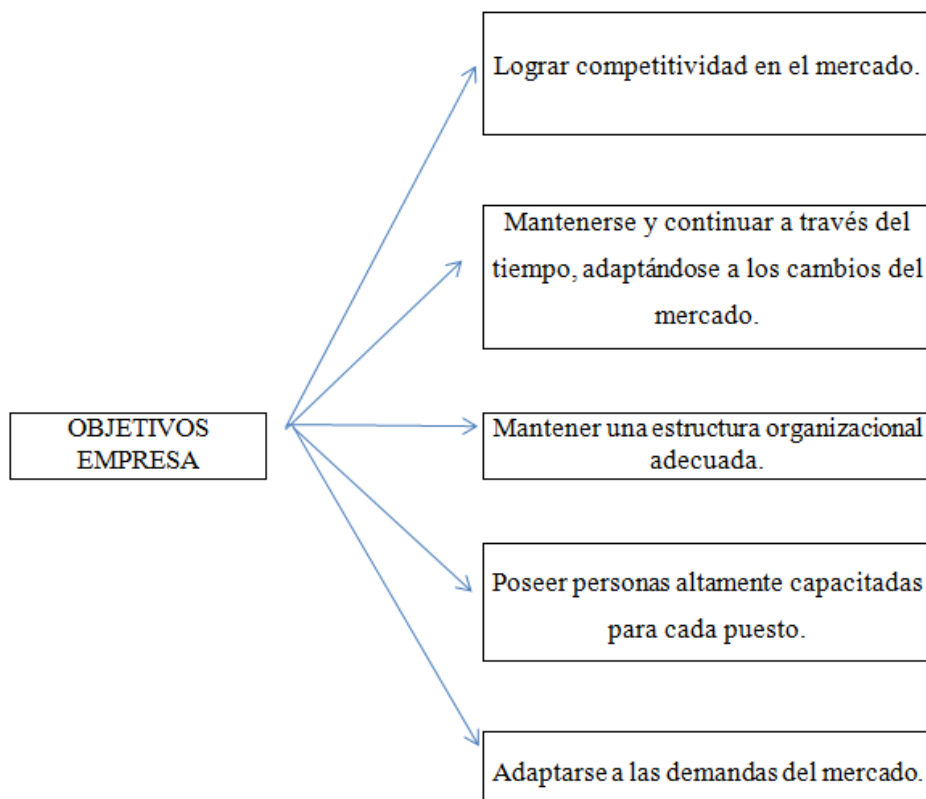 Lograr competitividad en el mercado.
Mantenerse y continuar a través del
tiempo, adaptándose a los cambios del
mercado.
OBJETIVOS
EMPRESA
Mantener una estructura organizacional
adecuada.
Poseer personas altamente capacitadas
para cada puesto.
Adaptarse a las demandas del mercado.